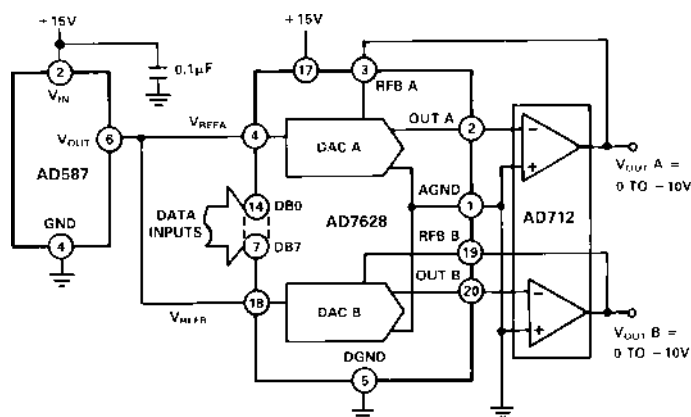 +15V
2
V_IN
0.1µF
V_OUT
6
AD587
GND
4
+15V
17
3
RFB A
V_REFA
4
DAC A
OUT A
2
14
DB0
DATA
INPUTS
7
DB7
AD7628
AGND
1
RFB B
19
OUT B
20
V_REFB
18
DAC B
DGND
5
AD712
−
+
V_OUT A =
0 TO −10V
−
+
V_OUT B =
0 TO −10V